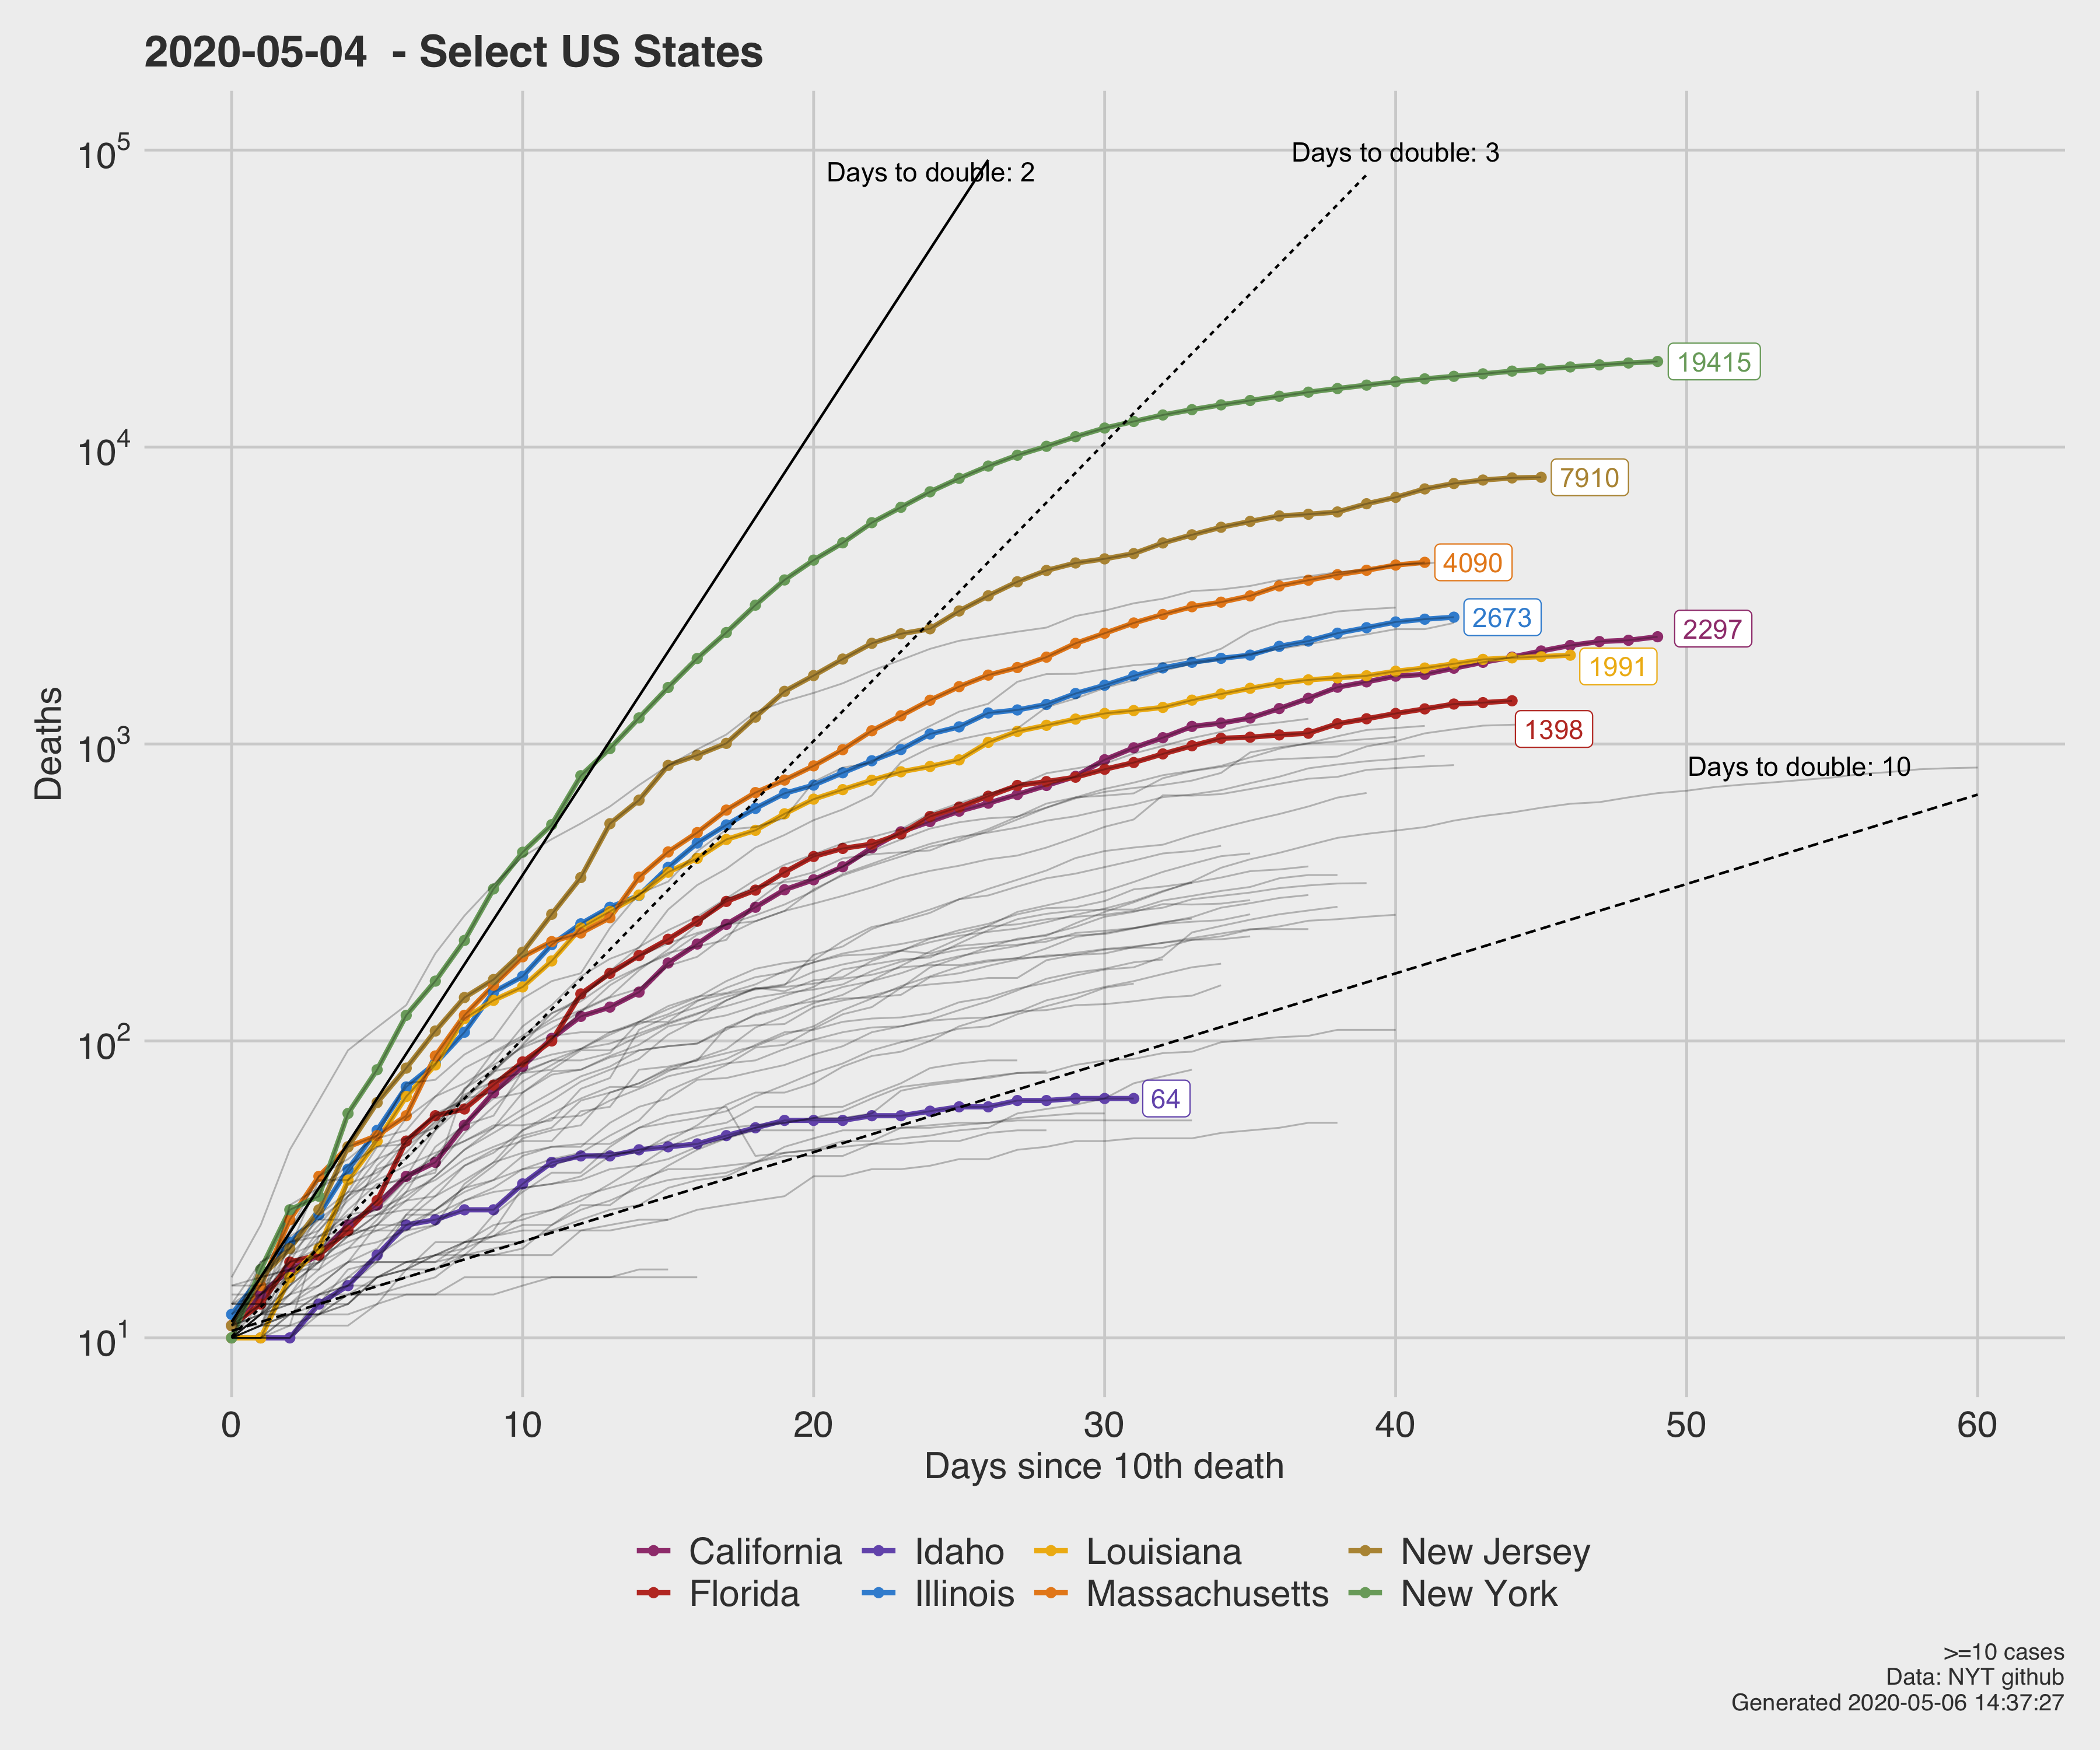 2020-05-04  - Select US States
10^5
10^4
10^3
10^2
10^1
Deaths
Days to double: 2
Days to double: 3
19415
7910
4090
2673
2297
1991
1398
Days to double: 10
64
0 10 20 30 40 50 60
Days since 10th death
California Idaho Louisiana New Jersey
Florida Illinois Massachusetts New York
>=10 cases
Data: NYT github
Generated 2020-05-06 14:37:27